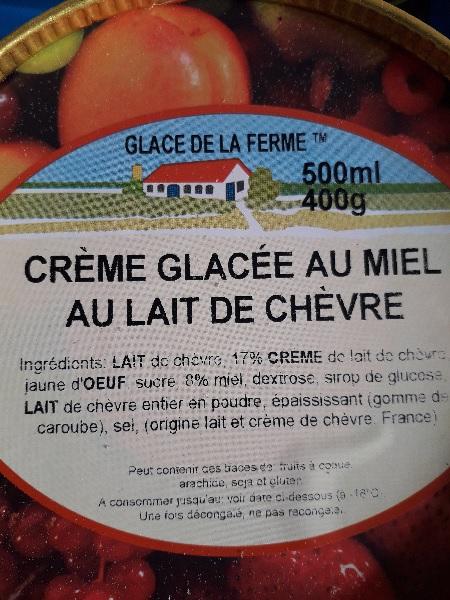 GLACE DE LA FERME ™
500ml
400g
CRÈME GLACÉE AU MIEL
AU LAIT DE CHÈVRE
Ingrédients: LAIT de chèvre, 17% CREME de lait de chèvre,
jaune d'OEUF, sucre, 8% miel, dextrose, sirop de glucose,
LAIT de chèvre entier en poudre, épaississant (gomme de
caroube), sel, (origine lait et crème de chèvre: France)
Peut contenir des traces de: fruits à coque,
arachide, soja et gluten.
A consommer jusqu'au: voir date ci-dessous (à -18°C)
Une fois décongelé, ne pas recongeler.